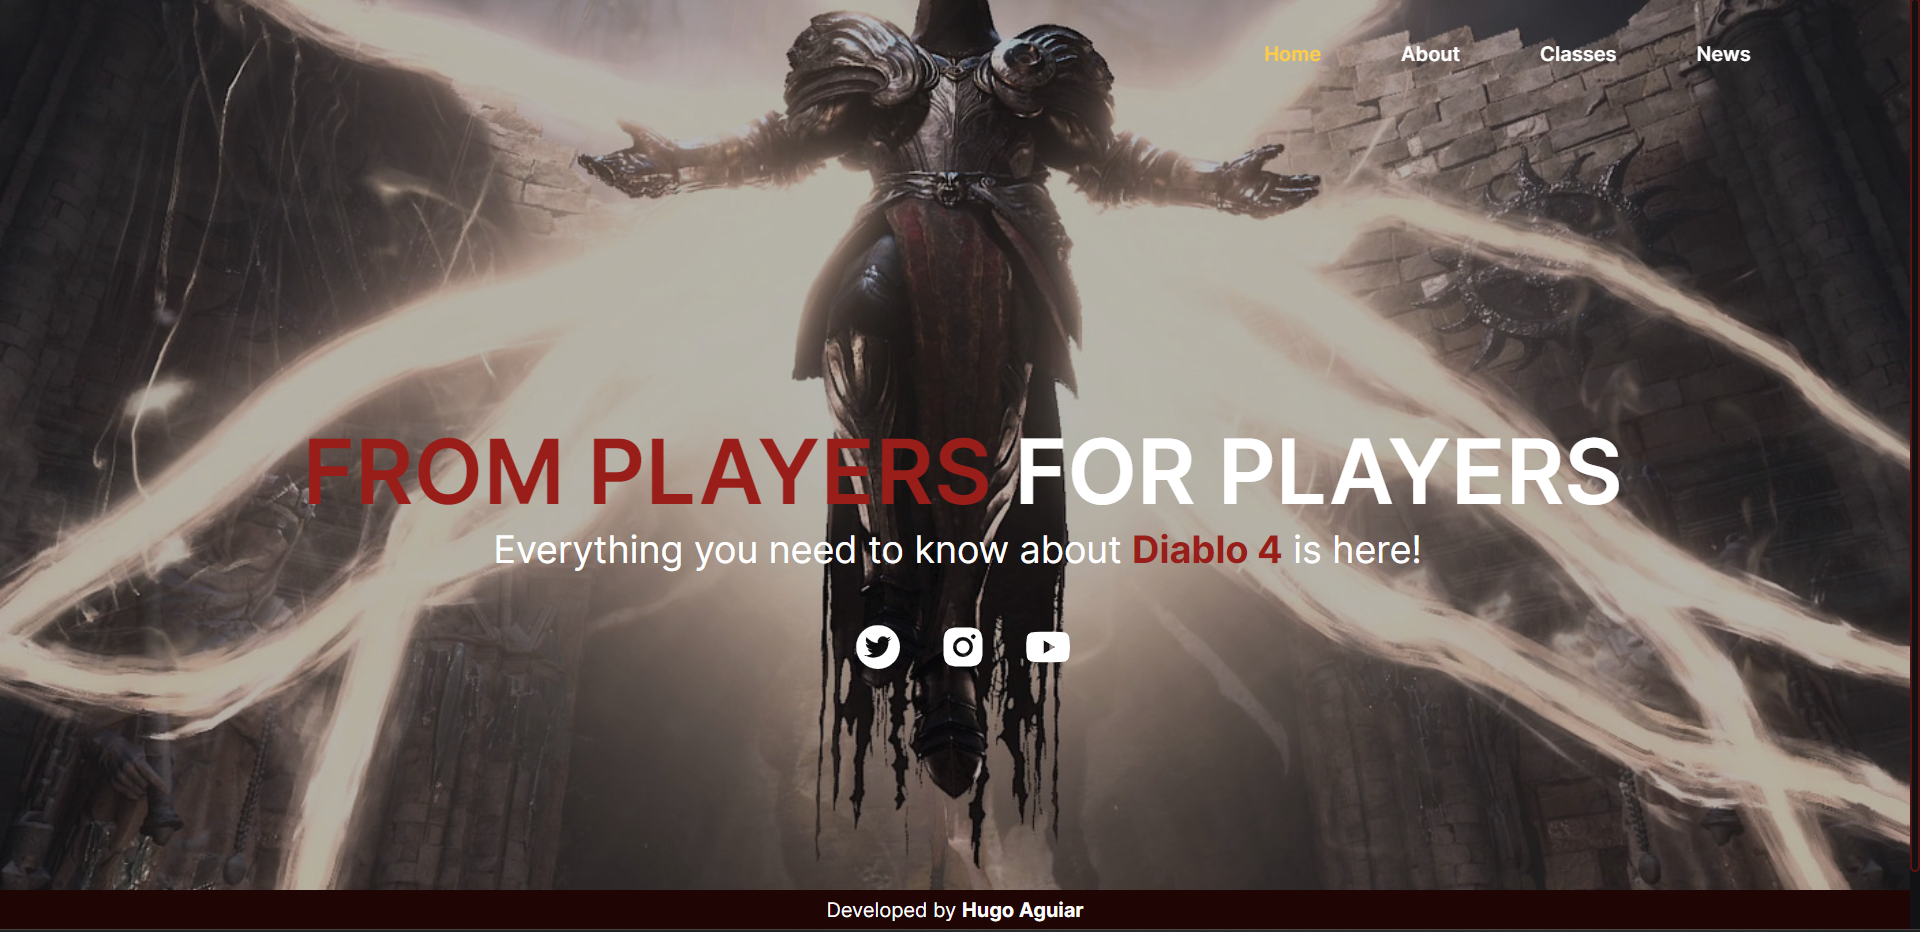 Home About Classes News
FROM PLAYERS FOR PLAYERS
Everything you need to know about Diablo 4 is here!
Developed by Hugo Aguiar